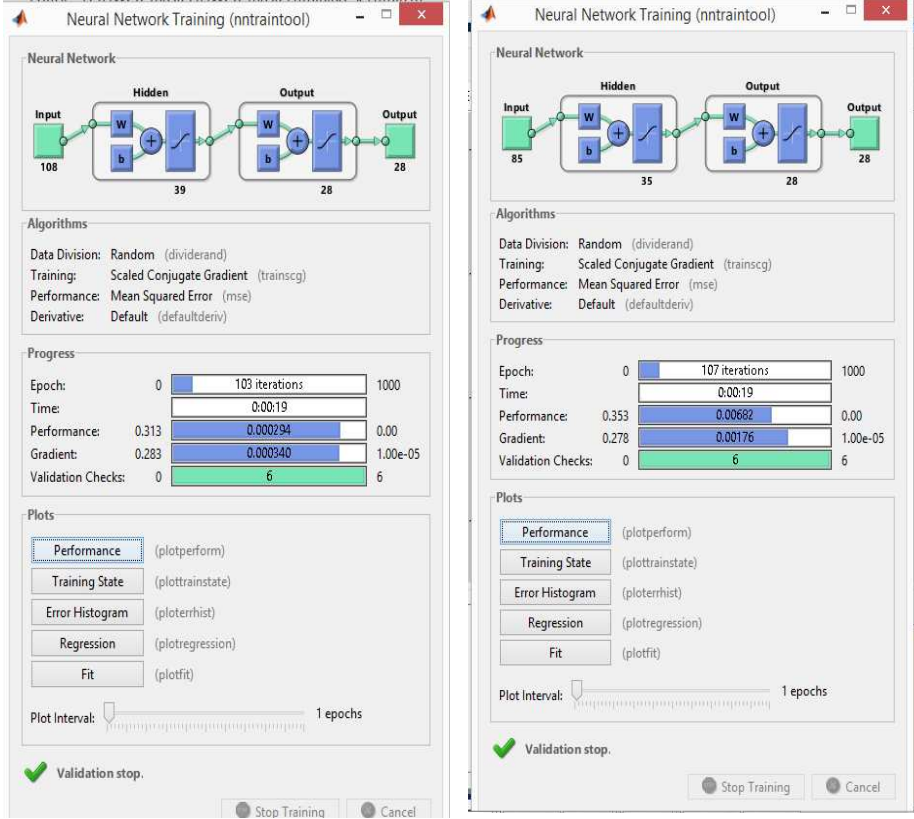 Neural Network Training (nntraintool)
Neural Network
Hidden
Output
Input
Output
W
b
+
W
b
+
108
39
28
28
Algorithms
Data Division: Random (dividerand)
Training: Scaled Conjugate Gradient (trainscg)
Performance: Mean Squared Error (mse)
Derivative: Default (defaultderiv)
Progress
Epoch: 0 103 iterations 1000
Time: 0:00:19
Performance: 0.313 0.000294 0.00
Gradient: 0.283 0.000340 1.00e-05
Validation Checks: 0 6 6
Plots
Performance (plotperform)
Training State (plottrainstate)
Error Histogram (ploterrhist)
Regression (plotregression)
Fit (plotfit)
Plot Interval: 1 epochs
Validation stop.
Stop Training Cancel
Neural Network Training (nntraintool)
Neural Network
Hidden
Output
Input
Output
W
b
+
W
b
+
85
35
28
28
Algorithms
Data Division: Random (dividerand)
Training: Scaled Conjugate Gradient (trainscg)
Performance: Mean Squared Error (mse)
Derivative: Default (defaultderiv)
Progress
Epoch: 0 107 iterations 1000
Time: 0:00:19
Performance: 0.353 0.00682 0.00
Gradient: 0.278 0.00176 1.00e-05
Validation Checks: 0 6 6
Plots
Performance (plotperform)
Training State (plottrainstate)
Error Histogram (ploterrhist)
Regression (plotregression)
Fit (plotfit)
Plot Interval: 1 epochs
Validation stop.
Stop Training Cancel